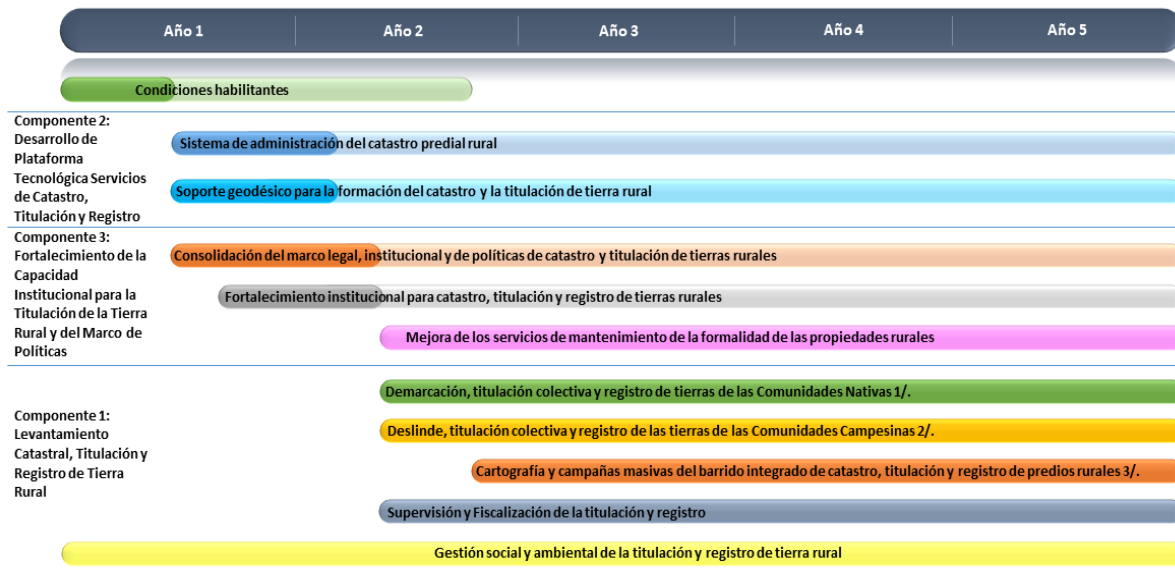 Año 1
Año 2
Año 3
Año 4
Año 5
Condiciones habilitantes
Componente 2:
Desarrollo de
Plataforma
Tecnológica Servicios
de Catastro,
Titulación y Registro
Sistema de administración del catastro predial rural
Soporte geodésico para la formación del catastro y la titulación de tierra rural
Componente 3:
Fortalecimiento de la
Capacidad
Institucional para la
Titulación de la Tierra
Rural y del Marco de
Políticas
Consolidación del marco legal, institucional y de políticas de catastro y titulación de tierras rurales
Fortalecimiento institucional para catastro, titulación y registro de tierras rurales
Mejora de los servicios de mantenimiento de la formalidad de las propiedades rurales
Componente 1:
Levantamiento
Catastral, Titulación y
Registro de Tierra
Rural
Demarcación, titulación colectiva y registro de tierras de las Comunidades Nativas 1/.
Deslinde, titulación colectiva y registro de las tierras de las Comunidades Campesinas 2/.
Cartografía y campañas masivas del barrido integrado de catastro, titulación y registro de predios rurales 3/.
Supervisión y Fiscalización de la titulación y registro
Gestión social y ambiental de la titulación y registro de tierra rural